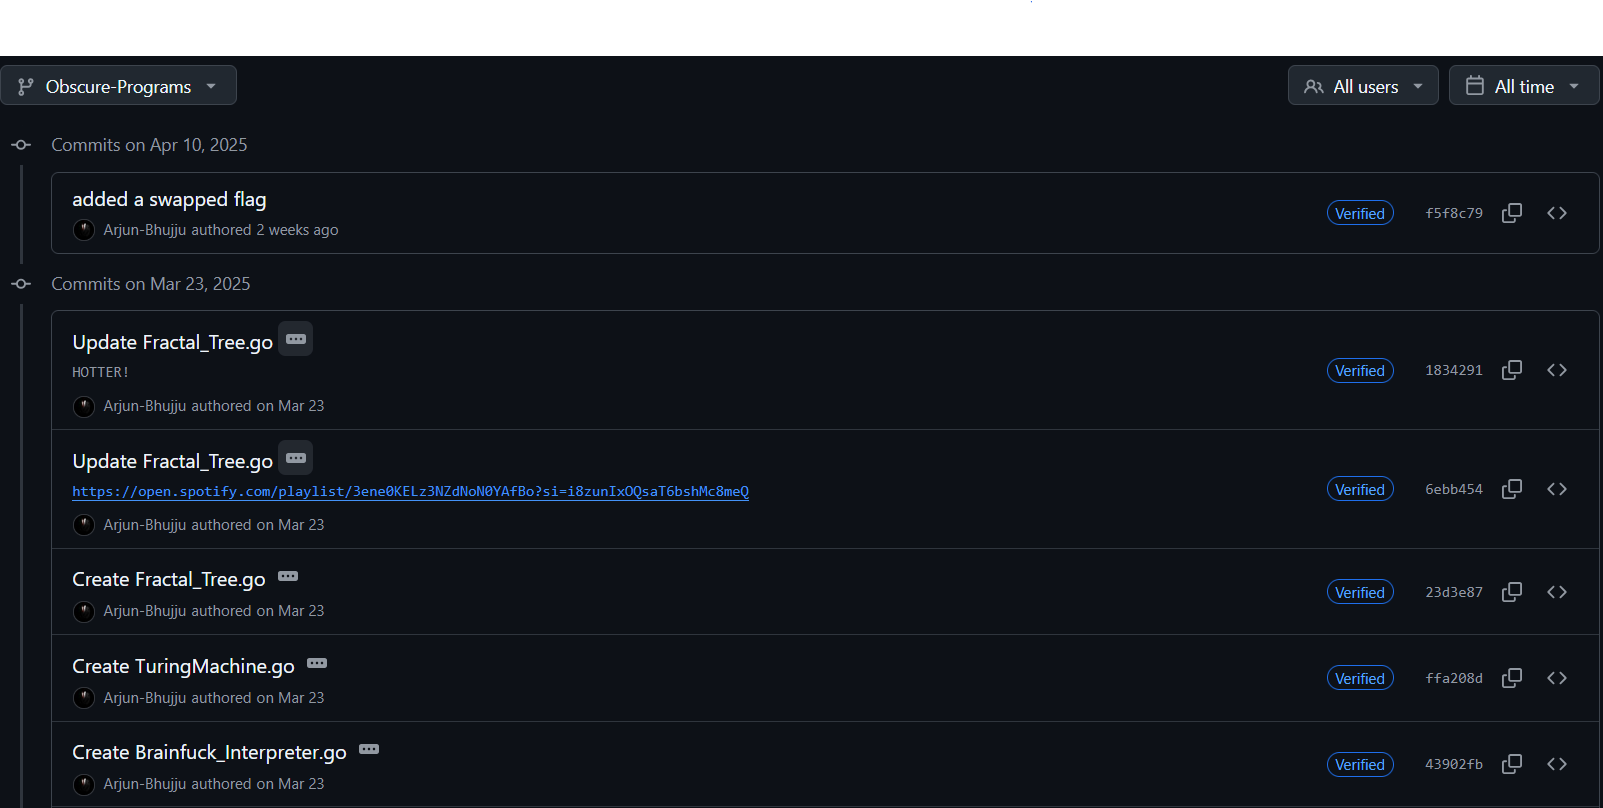 Obscure-Programs
All users
All time
Commits on Apr 10, 2025
added a swapped flag
Arjun-Bhujju authored 2 weeks ago
Verified
f5f8c79
Commits on Mar 23, 2025
Update Fractal_Tree.go
HOTTER!
Arjun-Bhujju authored on Mar 23
Verified
1834291
Update Fractal_Tree.go
https://open.spotify.com/playlist/3ene0KELz3NZdNoN0YAfBo?si=i8zunIxOQsaT6bshMc8meQ
Arjun-Bhujju authored on Mar 23
Verified
6ebb454
Create Fractal_Tree.go
Arjun-Bhujju authored on Mar 23
Verified
23d3e87
Create TuringMachine.go
Arjun-Bhujju authored on Mar 23
Verified
ffa208d
Create Brainfuck_Interpreter.go
Arjun-Bhujju authored on Mar 23
Verified
43902fb